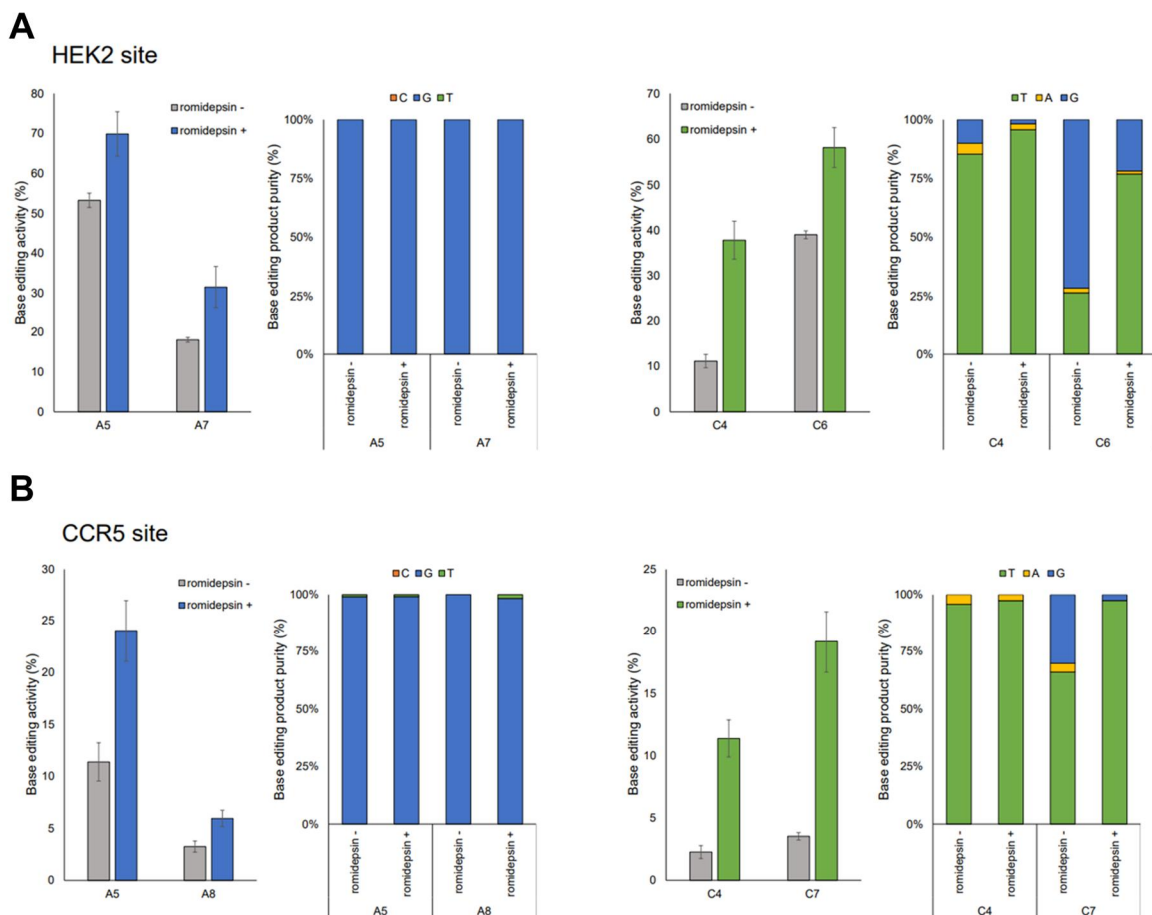 A
HEK2 site
Base editing activity (%)
80
70
60
50
40
30
20
10
0
romidepsin -
romidepsin +
A5 A7
C G T
Base editing product purity (%)
100%
75%
50%
25%
0%
romidepsin - romidepsin + romidepsin - romidepsin +
A5 A7
Base editing activity (%)
70
60
50
40
30
20
10
0
romidepsin -
romidepsin +
C4 C6
T A G
Base editing product purity (%)
100%
75%
50%
25%
0%
romidepsin - romidepsin + romidepsin - romidepsin +
C4 C6
B
CCR5 site
Base editing activity (%)
30
25
20
15
10
5
0
romidepsin -
romidepsin +
A5 A8
C G T
Base editing product purity (%)
100%
75%
50%
25%
0%
romidepsin - romidepsin + romidepsin - romidepsin +
A5 A8
Base editing activity (%)
25
20
15
10
5
0
romidepsin -
romidepsin +
C4 C7
T A G
Base editing product purity (%)
100%
75%
50%
25%
0%
romidepsin - romidepsin + romidepsin - romidepsin +
C4 C7